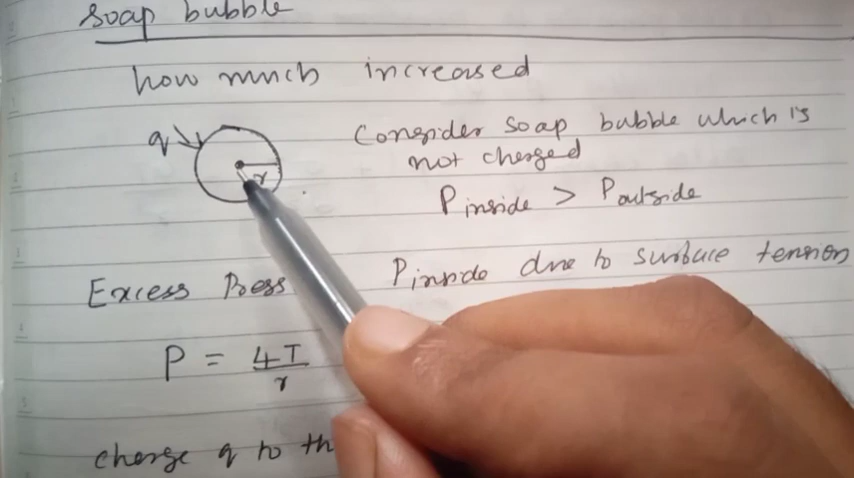 soap bubble
how much increased
q
Consider soap bubble which is
not charged
r
P inside > P outside
Excess Press
P inside due to surface tension
P = 4T
r
charge q to th